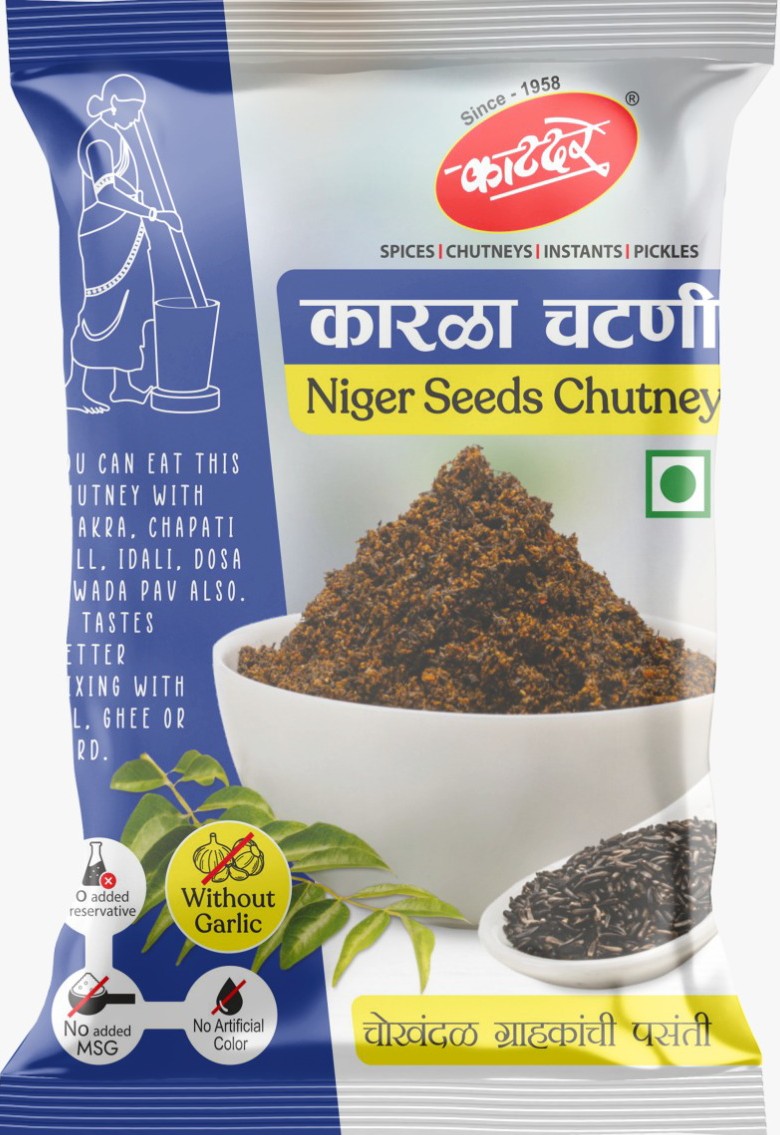 Since - 1958
काटदरे
®
SPICES | CHUTNEYS | INSTANTS | PICKLES
कारळा चटणी
Niger Seeds Chutney
U CAN EAT THIS
UTNEY WITH
AKRA, CHAPATI
LL, IDALI, DOSA
WADA PAV ALSO.
TASTES
ETTER
IXING WITH
L, GHEE OR
RD.
0 added
reservative
Without
Garlic
No added
MSG
No Artificial
Color
चोखंदळ ग्राहकांची पसंती